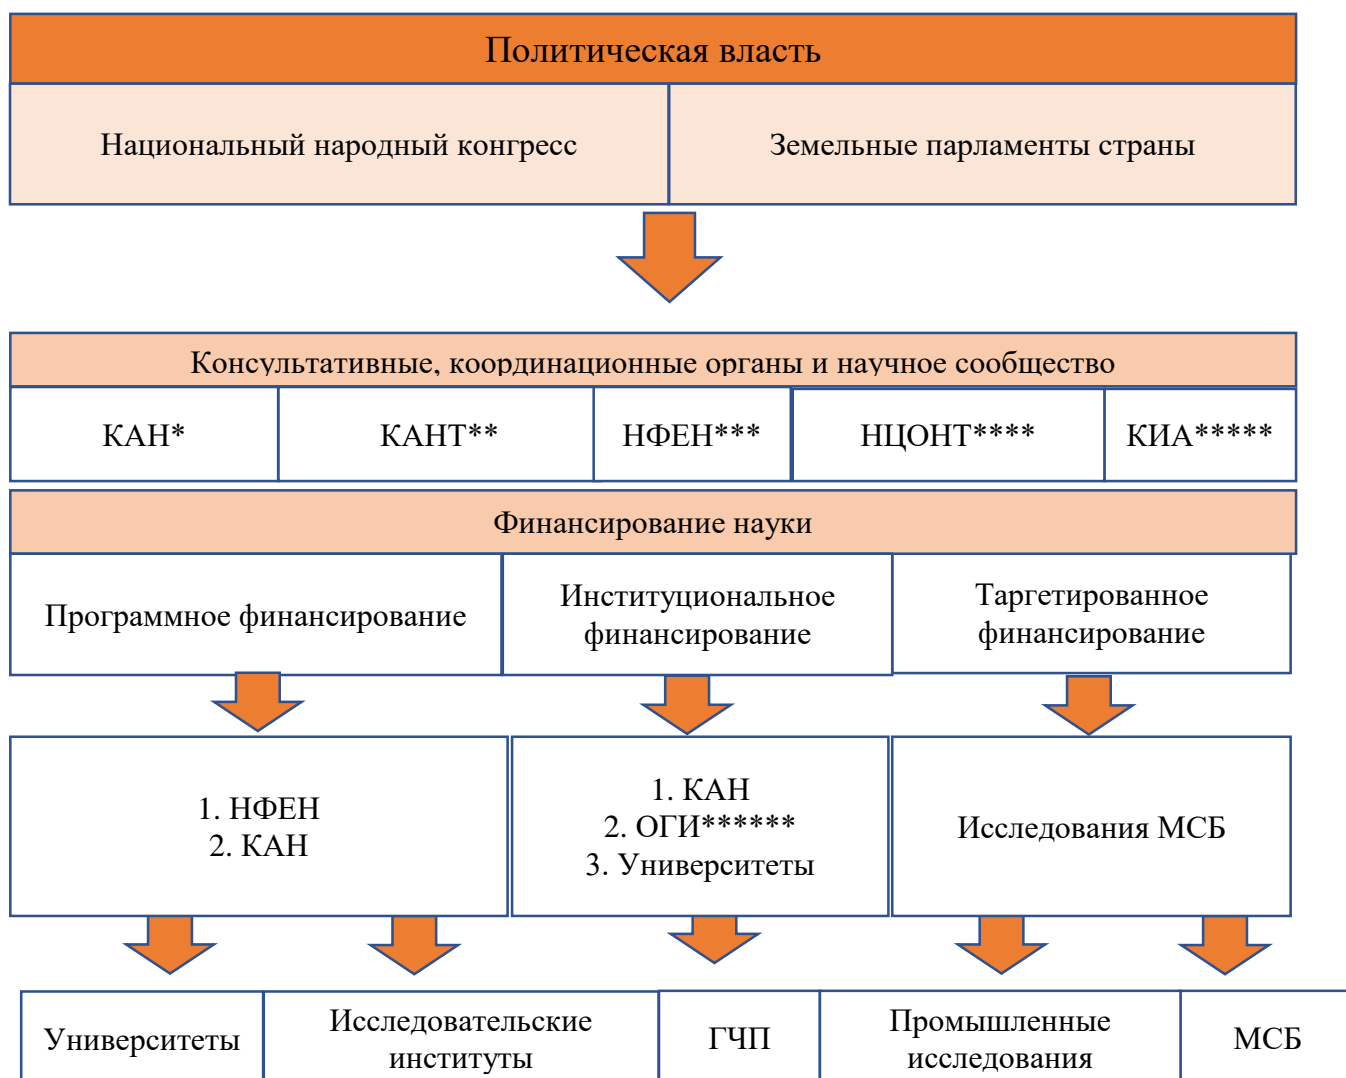 Политическая власть
Национальный народный конгресс
Земельные парламенты страны
Консультативные, координационные органы и научное сообщество
КАН*
КАНТ**
НФЕН***
НЦОНТ****
КИА*****
Финансирование науки
Программное финансирование
Институциональное
финансирование
Таргетированное
финансирование
1. НФЕН
2. КАН
1. КАН
2. ОГИ******
3. Университеты
Исследования МСБ
Университеты
Исследовательские
институты
ГЧП
Промышленные
исследования
МСБ